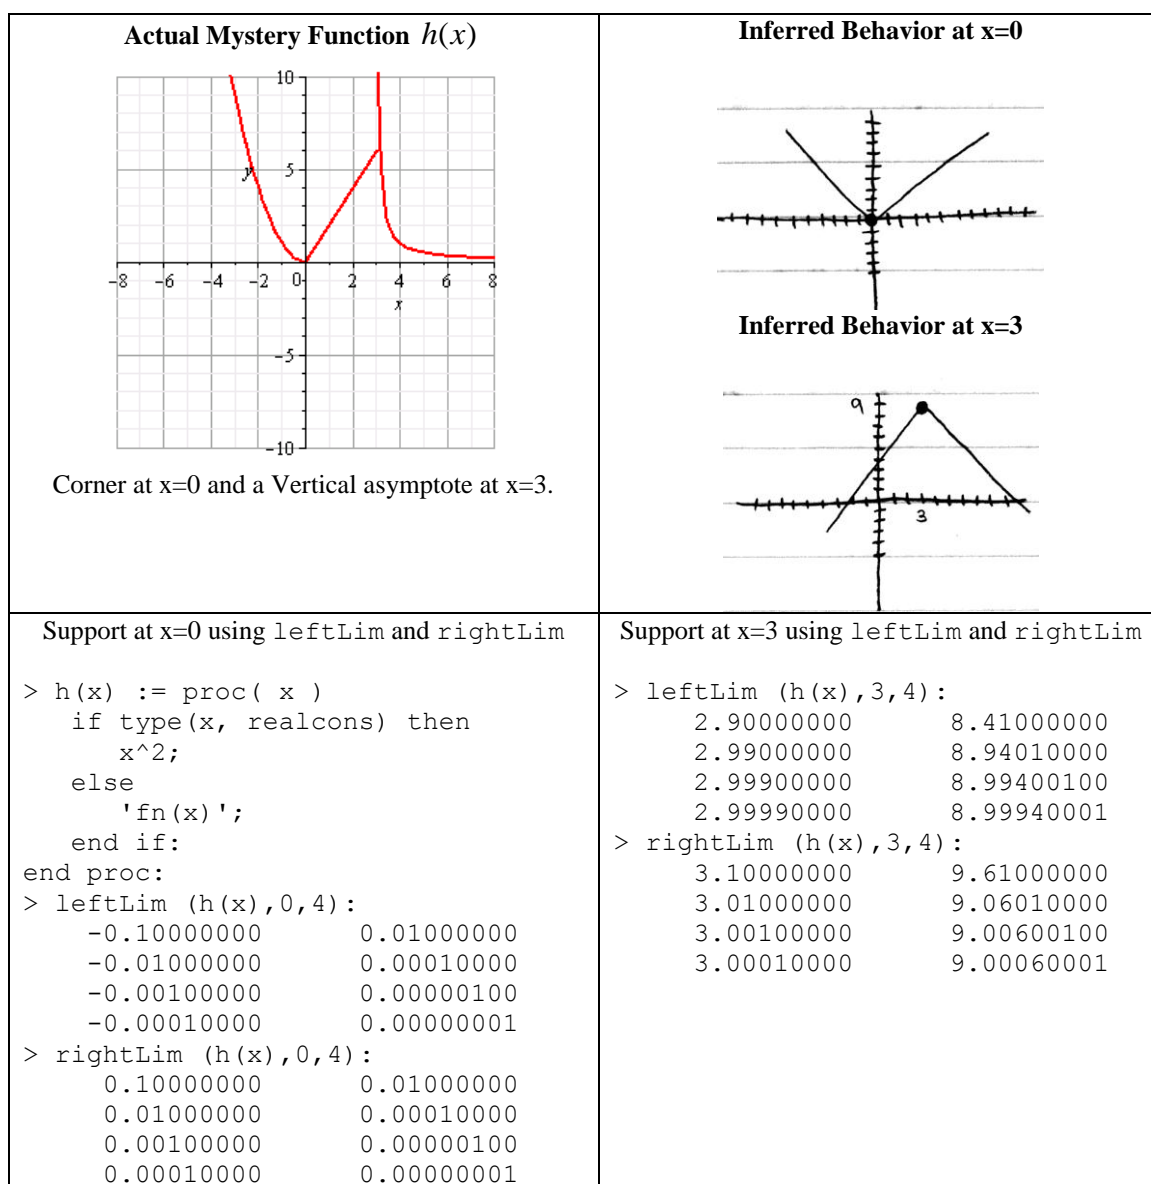 Actual Mystery Function h(x)
10
5
y
-8 -6 -4 -2 0 2 4 6 8
x
-5
-10
Corner at x=0 and a Vertical asymptote at x=3.
Inferred Behavior at x=0
Inferred Behavior at x=3
9
3
Support at x=0 using leftLim and rightLim
> h(x) := proc( x )
if type(x, realcons) then
x^2;
else
'fn(x)';
end if:
end proc:
> leftLim (h(x),0,4):
-0.10000000 0.01000000
-0.01000000 0.00010000
-0.00100000 0.00000100
-0.00010000 0.00000001
> rightLim (h(x),0,4):
0.10000000 0.01000000
0.01000000 0.00010000
0.00100000 0.00000100
0.00010000 0.00000001
Support at x=3 using leftLim and rightLim
> leftLim (h(x),3,4):
2.90000000 8.41000000
2.99000000 8.94010000
2.99900000 8.99400100
2.99990000 8.99940001
> rightLim (h(x),3,4):
3.10000000 9.61000000
3.01000000 9.06010000
3.00100000 9.00600100
3.00010000 9.00060001